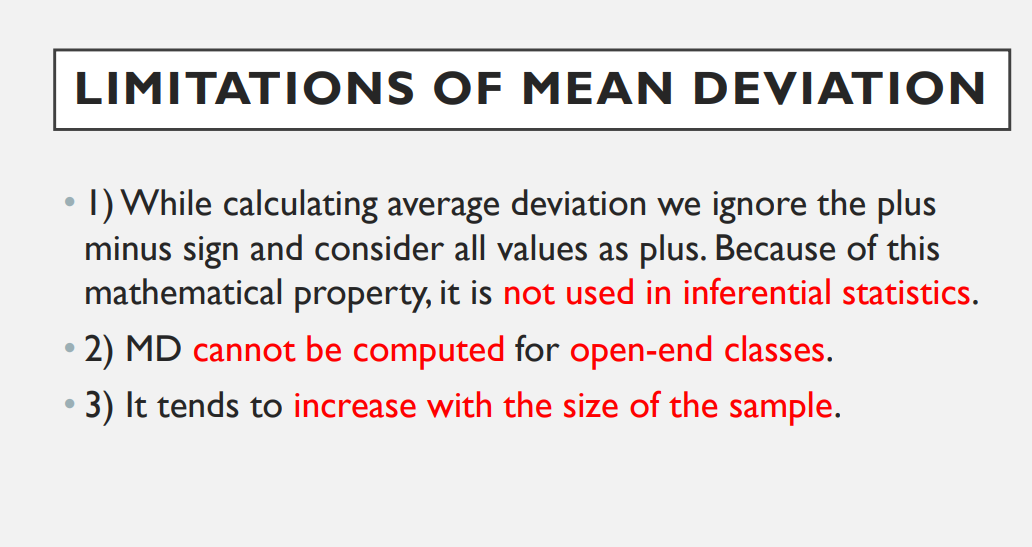 LIMITATIONS OF MEAN DEVIATION
• 1) While calculating average deviation we ignore the plus
minus sign and consider all values as plus. Because of this
mathematical property, it is not used in inferential statistics.
• 2) MD cannot be computed for open-end classes.
• 3) It tends to increase with the size of the sample.